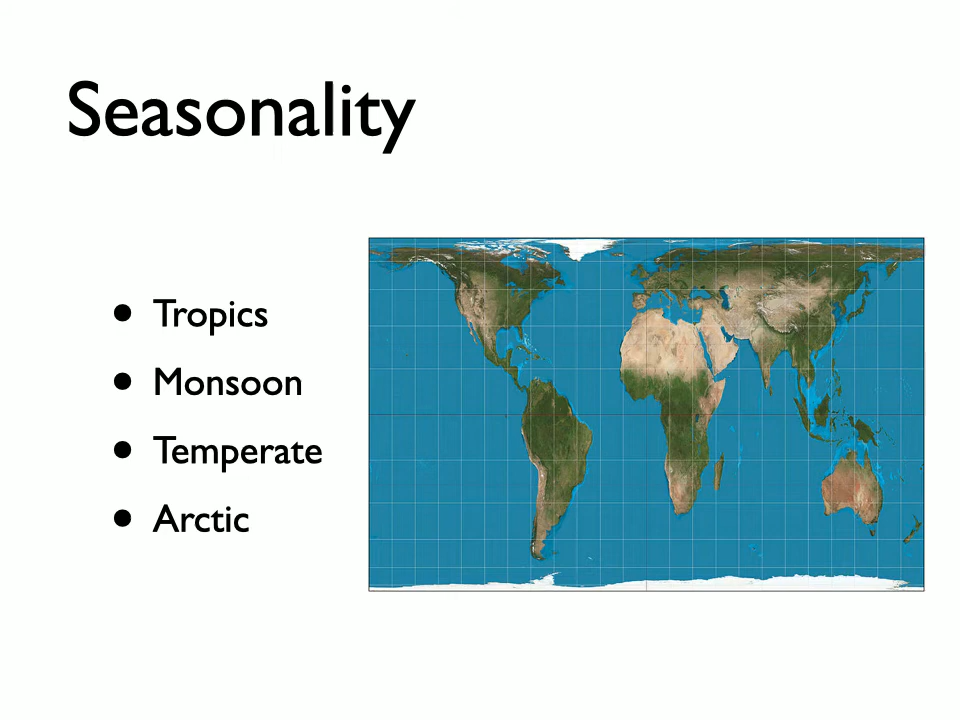 Seasonality
• Tropics
• Monsoon
• Temperate
• Arctic